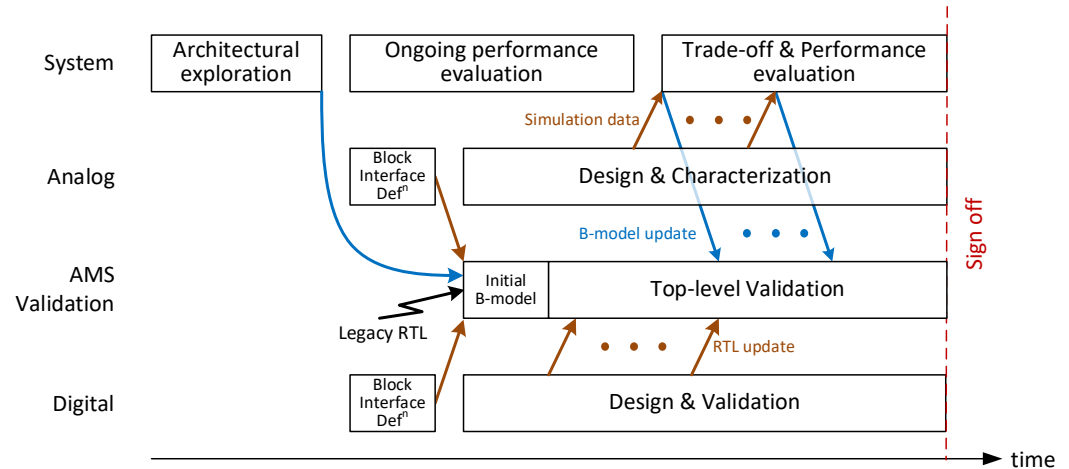 System
Architectural
exploration
Ongoing performance
evaluation
Trade-off & Performance
evaluation
Simulation data
Analog
Block
Interface
Defⁿ
Design & Characterization
B-model update
Sign off
AMS
Validation
Initial
B-model
Top-level Validation
Legacy RTL
RTL update
Digital
Block
Interface
Defⁿ
Design & Validation
time